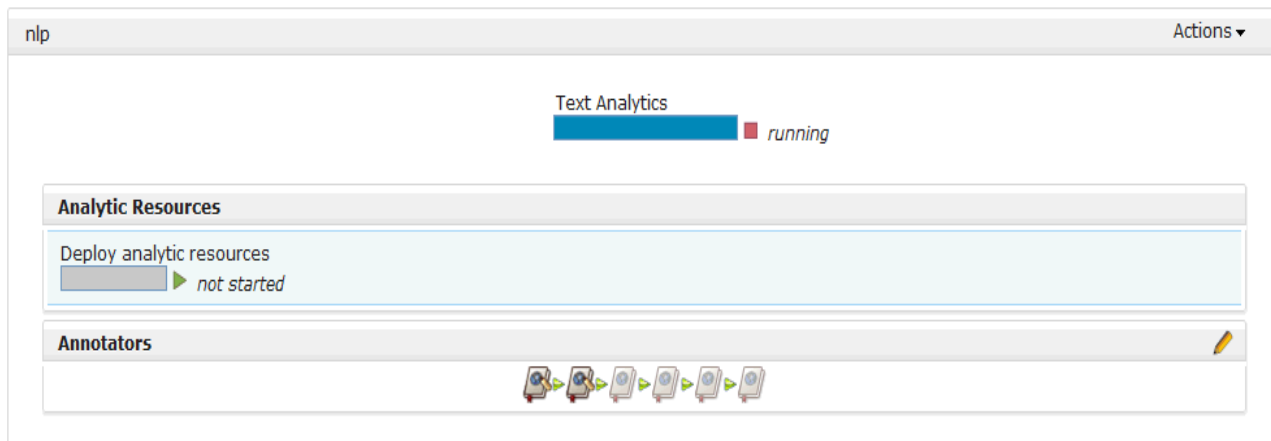 nlp
Actions
Text Analytics
running
Analytic Resources
Deploy analytic resources
not started
Annotators